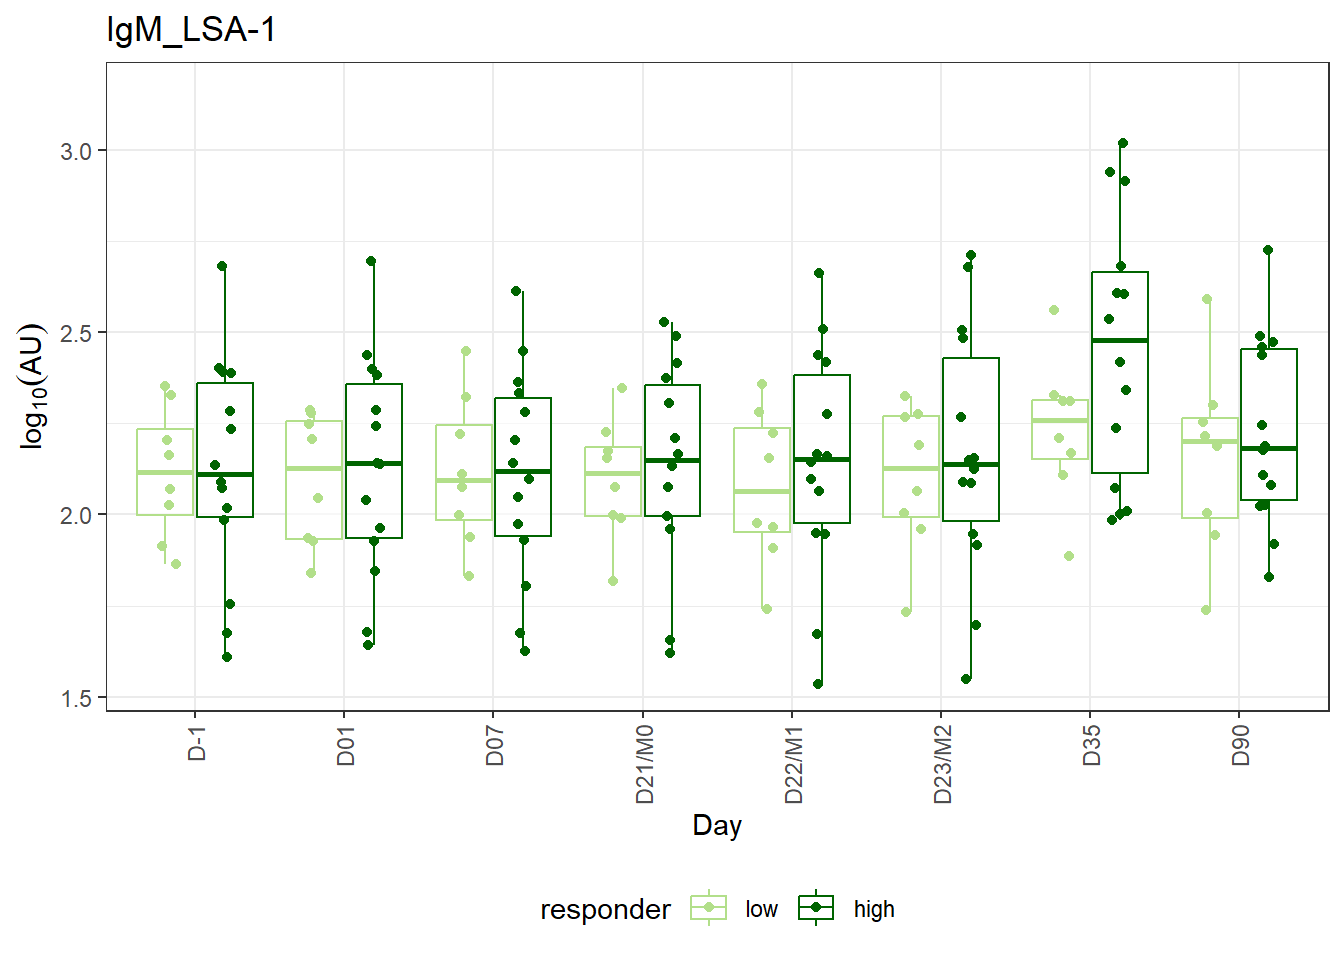 IgM_LSA-1
log10(AU)
3.0
2.5
2.0
1.5
D-1
D01
D07
D21/M0
D22/M1
D23/M2
D35
D90
Day
responder low high